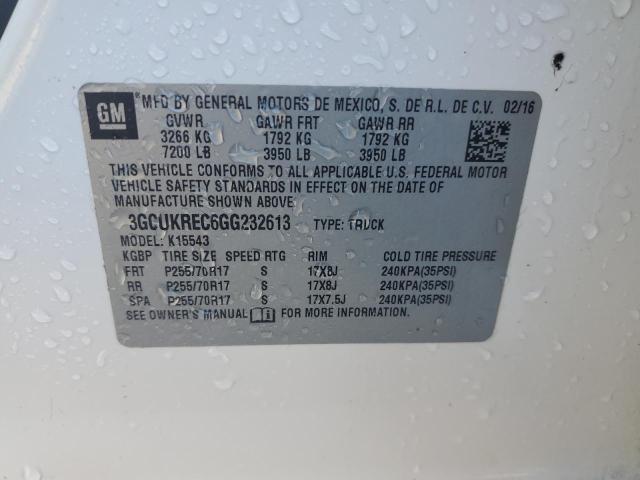 GM
® MFD BY GENERAL MOTORS DE MEXICO, S. DE R.L. DE C.V. 02/16
GVWR GAWR FRT GAWR RR
3266 KG 1792 KG 1792 KG
7200 LB 3950 LB 3950 LB
THIS VEHICLE CONFORMS TO ALL APPLICABLE U.S. FEDERAL MOTOR
VEHICLE SAFETY STANDARDS IN EFFECT ON THE DATE OF
MANUFACTURE SHOWN ABOVE.
3GCUKREC6GG232613 TYPE: TRUCK
MODEL: K15543
KGBP TIRE SIZE SPEED RTG RIM COLD TIRE PRESSURE
FRT P255/70R17 S 17X8J 240KPA(35PSI)
RR P255/70R17 S 17X8J 240KPA(35PSI)
SPA P255/70R17 S 17X7.5J 240KPA(35PSI)
SEE OWNER'S MANUAL FOR MORE INFORMATION.